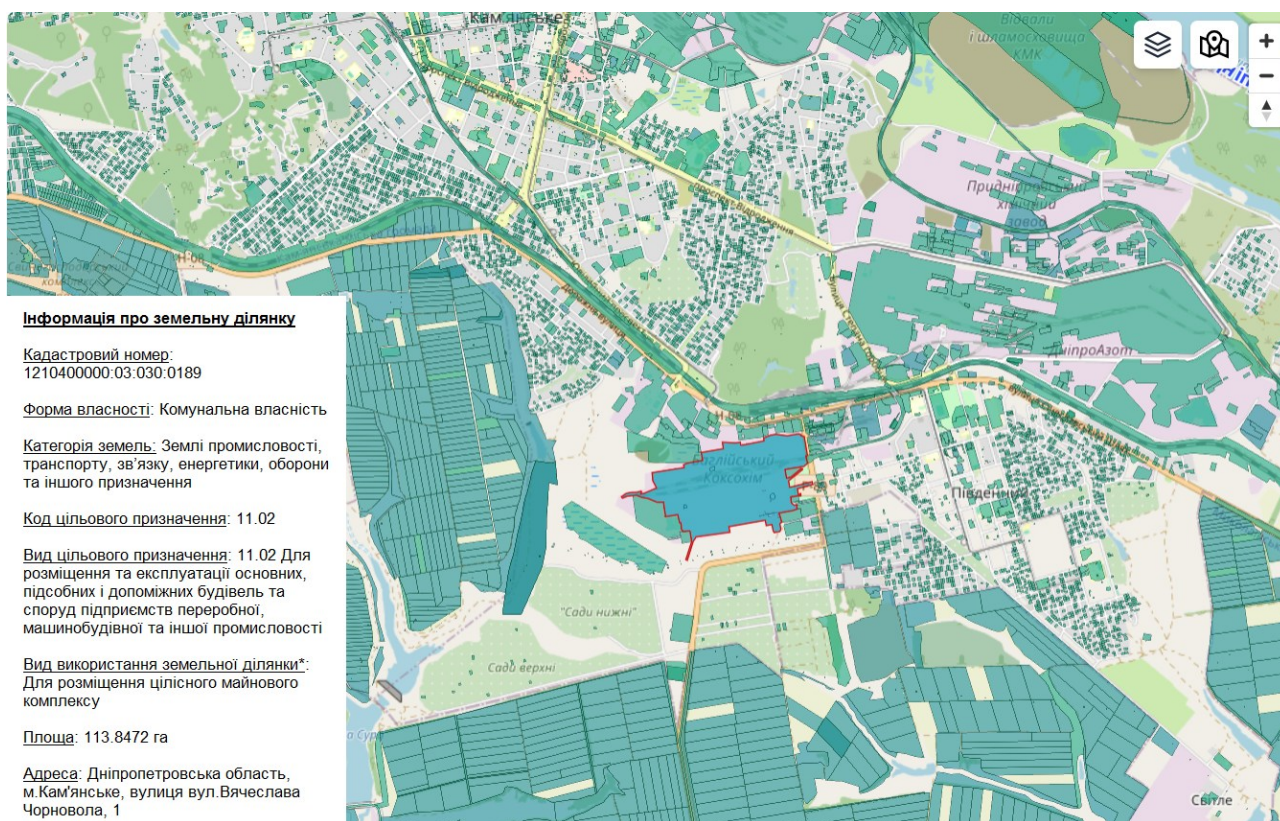 Кам'янське
Відвали
і шламосховища
КМК
Придніпровський
хімічний
завод
Н-08
ДніпроАзот
Н-08
Баглійський
Коксохім
Південний
"Сади нижні"
Сади верхні
Світле
Інформація про земельну ділянку
Кадастровий номер:
1210400000:03:030:0189
Форма власності: Комунальна власність
Категорія земель: Землі промисловості,
транспорту, зв'язку, енергетики, оборони
та іншого призначення
Код цільового призначення: 11.02
Вид цільового призначення: 11.02 Для
розміщення та експлуатації основних,
підсобних і допоміжних будівель та
споруд підприємств переробної,
машинобудівної та іншої промисловості
Вид використання земельної ділянки*:
Для розміщення цілісного майнового
комплексу
Площа: 113.8472 га
Адреса: Дніпропетровська область,
м.Кам'янське, вулиця вул.Вячеслава
Чорновола, 1